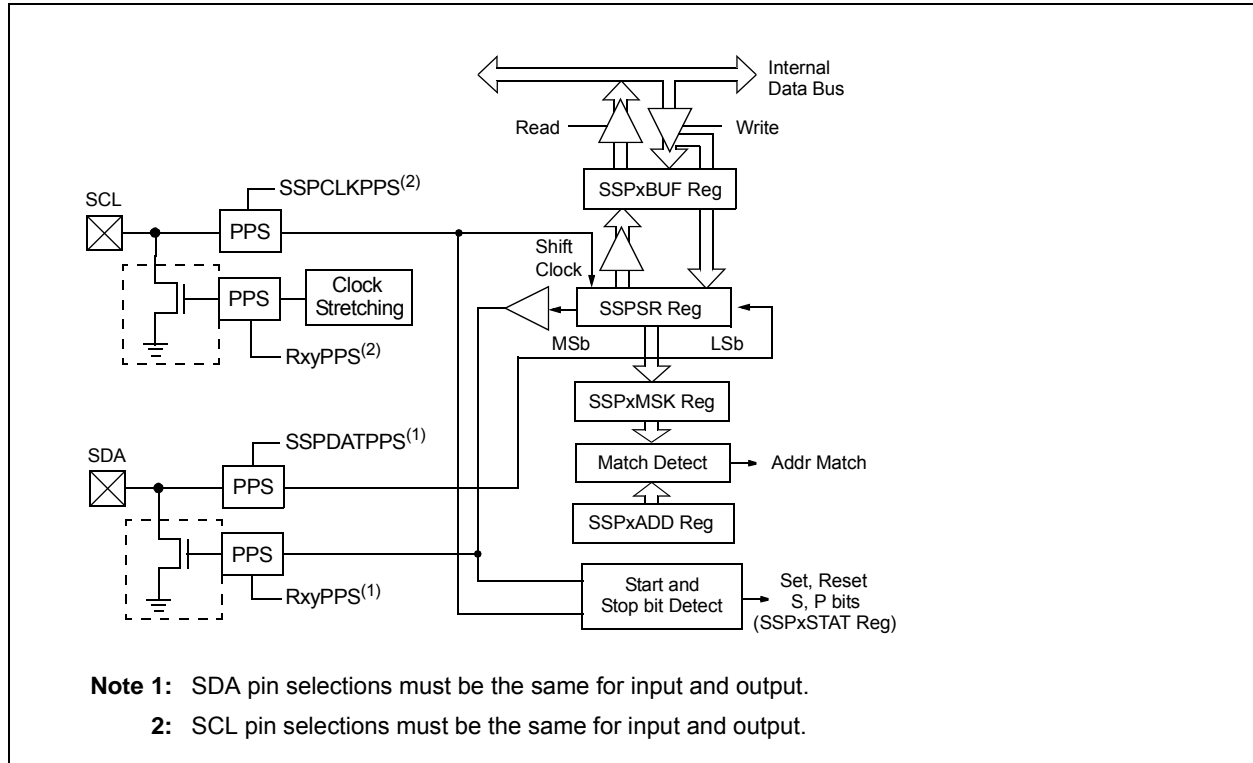 Internal
Data Bus
Read
Write
SSPxBUF Reg
SSPCLKPPS(2)
SCL
PPS
Shift
Clock
PPS
Clock
Stretching
SSPSR Reg
MSb
LSb
RxyPPS(2)
SSPxMSK Reg
SSPDATPPS(1)
SDA
PPS
Match Detect
Addr Match
SSPxADD Reg
PPS
RxyPPS(1)
Start and
Stop bit Detect
Set, Reset
S, P bits
(SSPxSTAT Reg)
Note 1: SDA pin selections must be the same for input and output.
2: SCL pin selections must be the same for input and output.